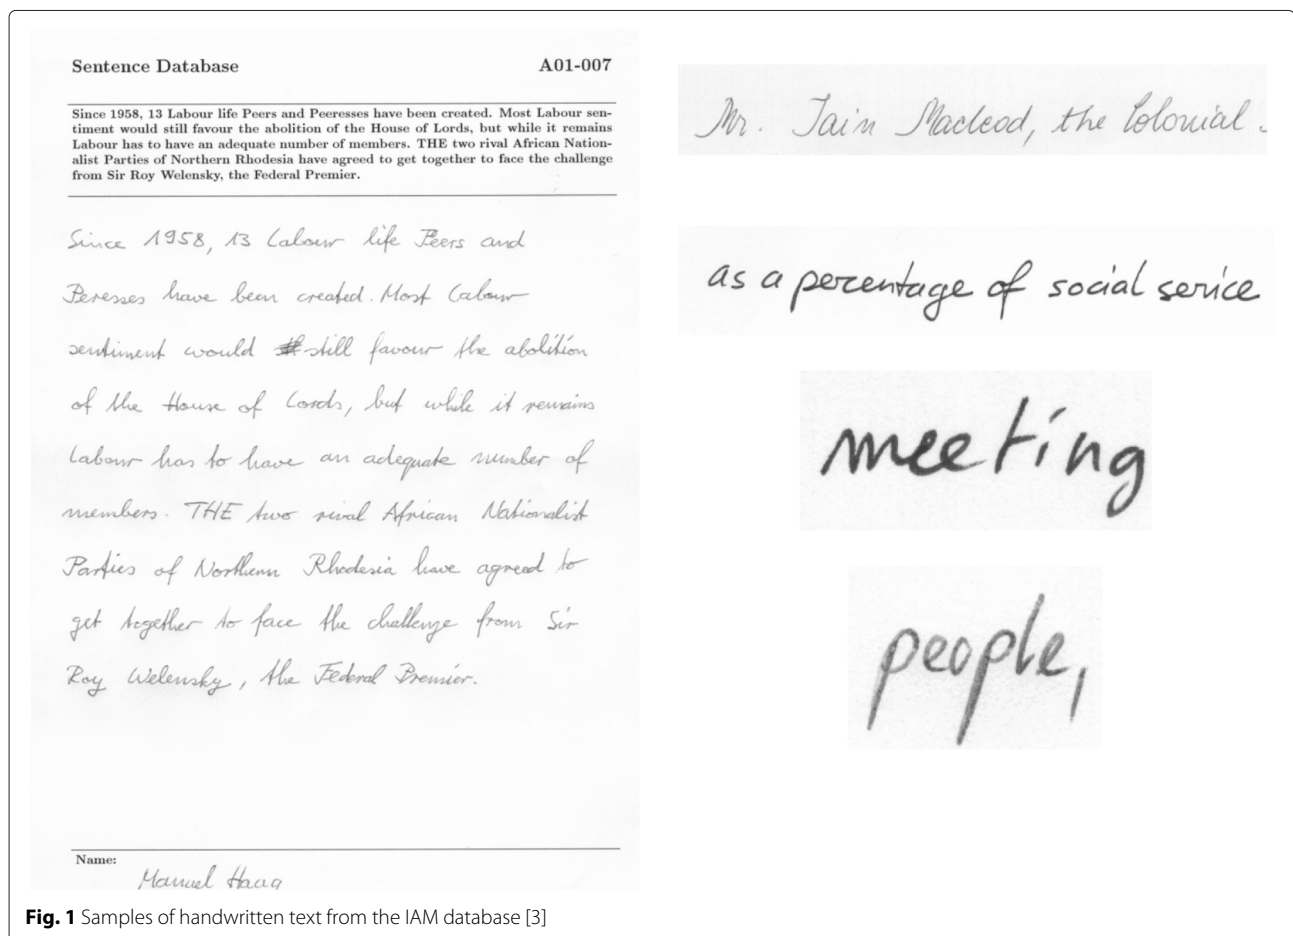 Sentence Database A01-007
Since 1958, 13 Labour life Peers and Peeresses have been created. Most Labour sen-
timent would still favour the abolition of the House of Lords, but while it remains
Labour has to have an adequate number of members. THE two rival African Nation-
alist Parties of Northern Rhodesia have agreed to get together to face the challenge
from Sir Roy Welensky, the Federal Premier.
Since 1958, 13 Labour life Peers and
Peresses have been created. Most Labour
sentiment would still favour the abolition
of the House of Lords, but while it remains
Labour has to have an adequate number of
members. THE two rival African Nationalist
Parties of Northern Rhodesia have agreed to
get together to face the challenge from Sir
Roy Welensky, the Federal Premier.
Name:
Manuel Haag
Mr. Iain Macleod, the Colonial
as a percentage of social service
meeting
people,
Fig. 1 Samples of handwritten text from the IAM database [3]